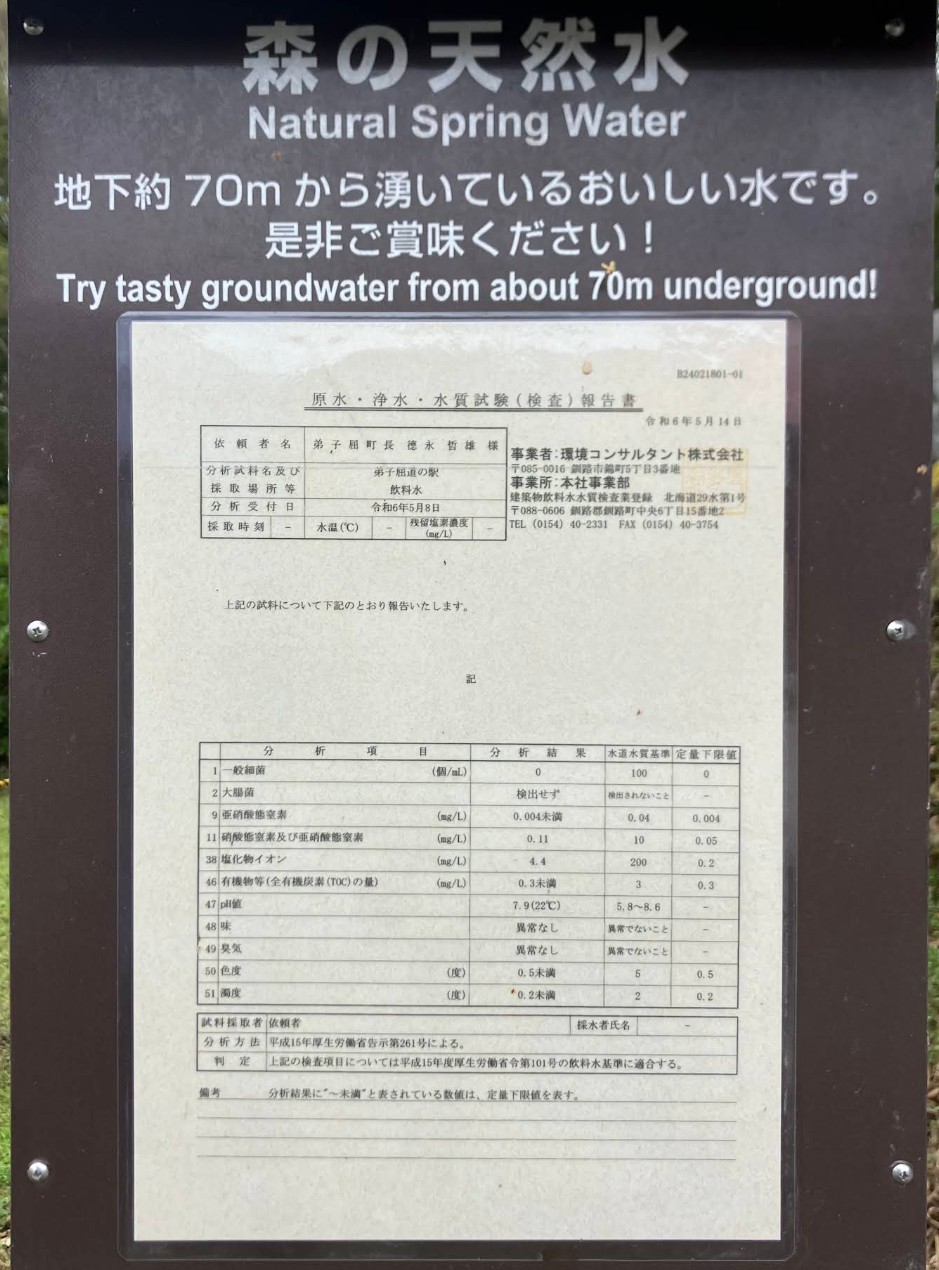 森の天然水
Natural Spring Water
地下約70mから湧いているおいしい水です。
是非ご賞味ください！
Try tasty groundwater from about 70m underground!
B24021801-01
原水・浄水・水質試験(検査)報告書
令和6年5月14日
依頼者名 弟子屈町長 徳永 哲雄 様
分析試料名及び採取場所等 弟子屈道の駅 飲料水
分析受付日 令和6年5月8日
採取時刻 － 水温(℃) － 残留塩素濃度(mg/L) －
事業者:環境コンサルタント株式会社
〒085-0016 釧路市錦町5丁目3番地
事業所:本社事業部
建築物飲料水水質検査業登録 北海道29水第1号
〒088-0606 釧路郡釧路町中央6丁目15番地2
TEL (0154) 40-2331 FAX (0154) 40-3754
上記の試料について下記のとおり報告いたします。
記
分析項目 分析結果 水道水質基準 定量下限値
1 一般細菌 (個/mL) 0 100 0
2 大腸菌 検出せず 検出されないこと －
9 亜硝酸態窒素 (mg/L) 0.004未満 0.04 0.004
11 硝酸態窒素及び亜硝酸態窒素 (mg/L) 0.11 10 0.05
38 塩化物イオン (mg/L) 4.4 200 0.2
46 有機物等(全有機炭素(TOC)の量) (mg/L) 0.3未満 3 0.3
47 pH値 7.9(22℃) 5.8～8.6 －
48 味 異常なし 異常でないこと －
49 臭気 異常なし 異常でないこと －
50 色度 (度) 0.5未満 5 0.5
51 濁度 (度) 0.2未満 2 0.2
試料採取者 依頼者 採水者氏名 －
分析方法 平成15年厚生労働省告示第261号による。
判定 上記の検査項目については平成15年度厚生労働省令第101号の飲料水基準に適合する。
備考 分析結果に"～未満"と表されている数値は、定量下限値を表す。